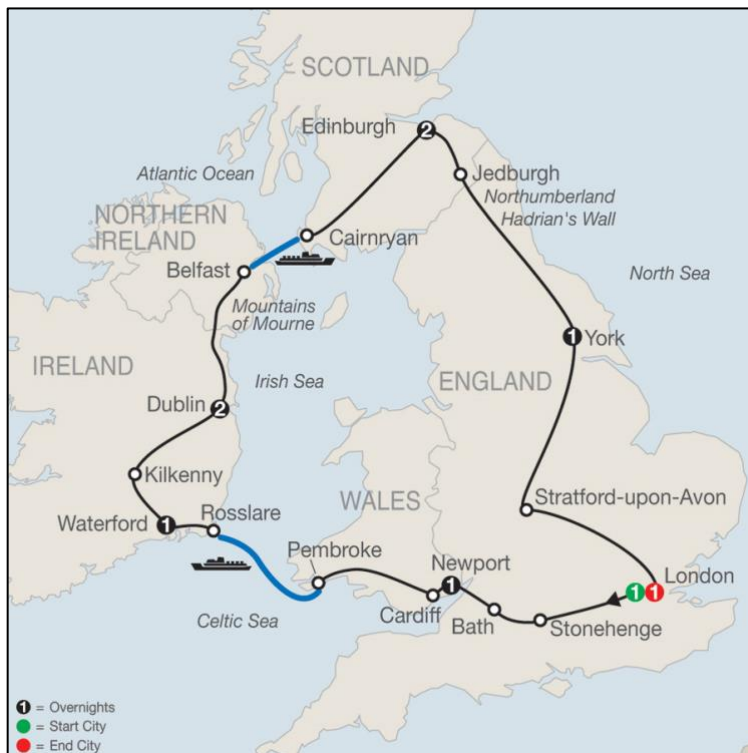 SCOTLAND
Edinburgh
2
Atlantic Ocean
Jedburgh
Northumberland
Hadrian's Wall
NORTHERN
IRELAND
Cairnryan
Belfast
North Sea
Mountains
of Mourne
1
York
IRELAND
Irish Sea
ENGLAND
Dublin
2
Kilkenny
WALES
Stratford-upon-Avon
Waterford
1
Rosslare
Pembroke
Newport
1
London
1
1
Cardiff
Bath
Stonehenge
Celtic Sea
1 = Overnights
= Start City
= End City